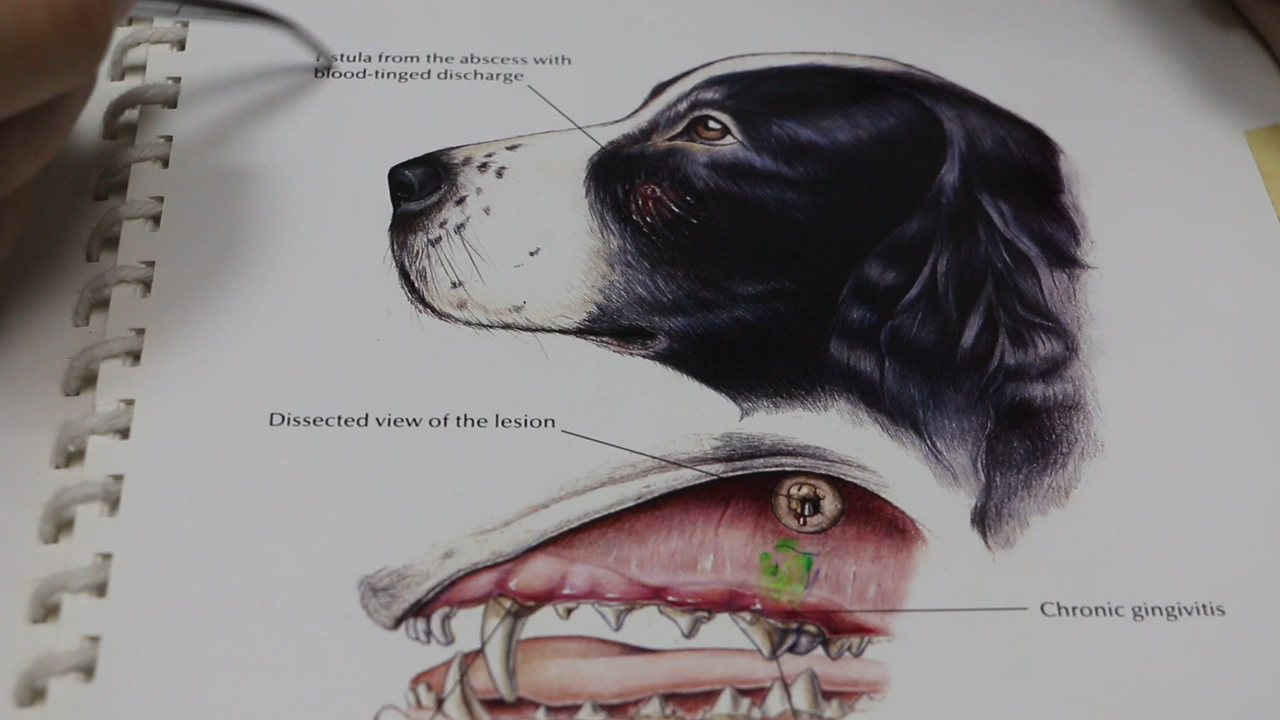 from the abscess with
blood-tinged discharge
Dissected view of the lesion
Chronic gingivitis